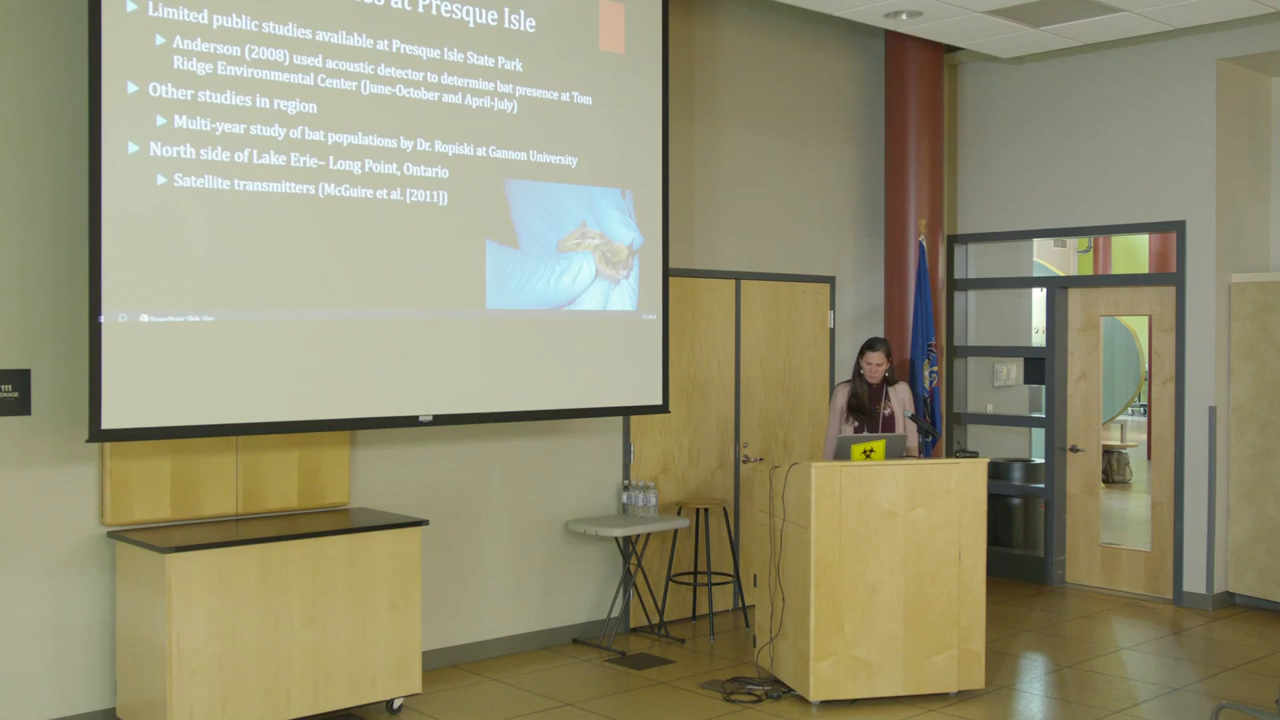 at Presque Isle
Limited public studies available at Presque Isle State Park
Anderson (2008) used acoustic detector to determine bat presence at Tom
Ridge Environmental Center (June-October and April-July)
Other studies in region
Multi-year study of bat populations by Dr. Ropiski at Gannon University
North side of Lake Erie– Long Point, Ontario
Satellite transmitters (McGuire et al. [2011])
111